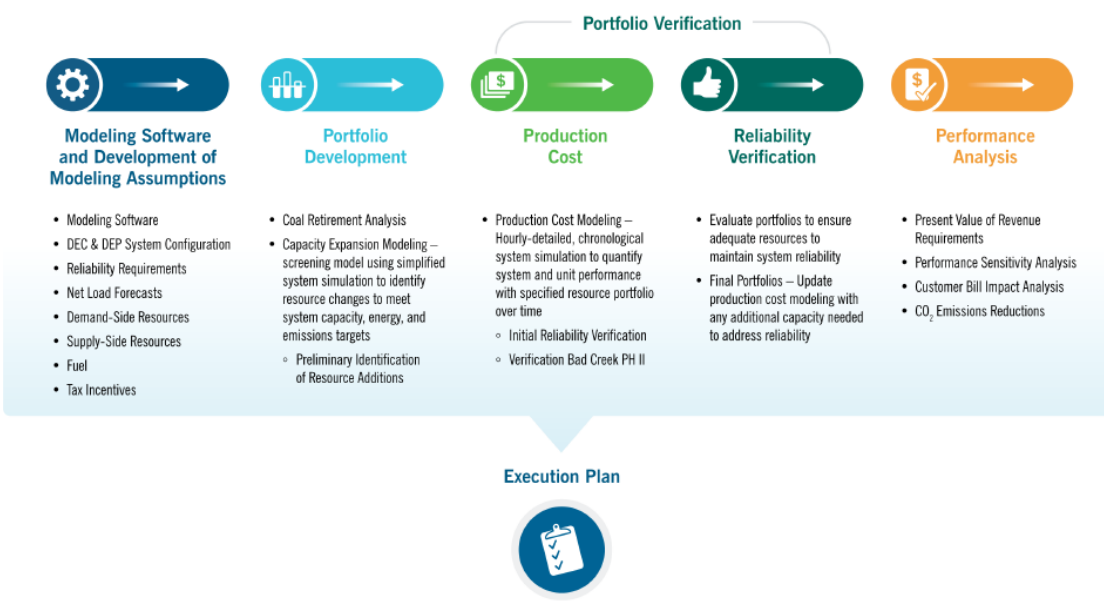 Portfolio Verification
Modeling Software
and Development of
Modeling Assumptions
• Modeling Software
• DEC & DEP System Configuration
• Reliability Requirements
• Net Load Forecasts
• Demand-Side Resources
• Supply-Side Resources
• Fuel
• Tax Incentives
Portfolio
Development
• Coal Retirement Analysis
• Capacity Expansion Modeling –
screening model using simplified
system simulation to identify
resource changes to meet
system capacity, energy, and
emissions targets
◦ Preliminary Identification
of Resource Additions
$
Production
Cost
• Production Cost Modeling –
Hourly-detailed, chronological
system simulation to quantify
system and unit performance
with specified resource portfolio
over time
◦ Initial Reliability Verification
◦ Verification Bad Creek PH II
Reliability
Verification
• Evaluate portfolios to ensure
adequate resources to
maintain system reliability
• Final Portfolios – Update
production cost modeling with
any additional capacity needed
to address reliability
$
Performance
Analysis
• Present Value of Revenue
Requirements
• Performance Sensitivity Analysis
• Customer Bill Impact Analysis
• CO₂ Emissions Reductions
Execution Plan